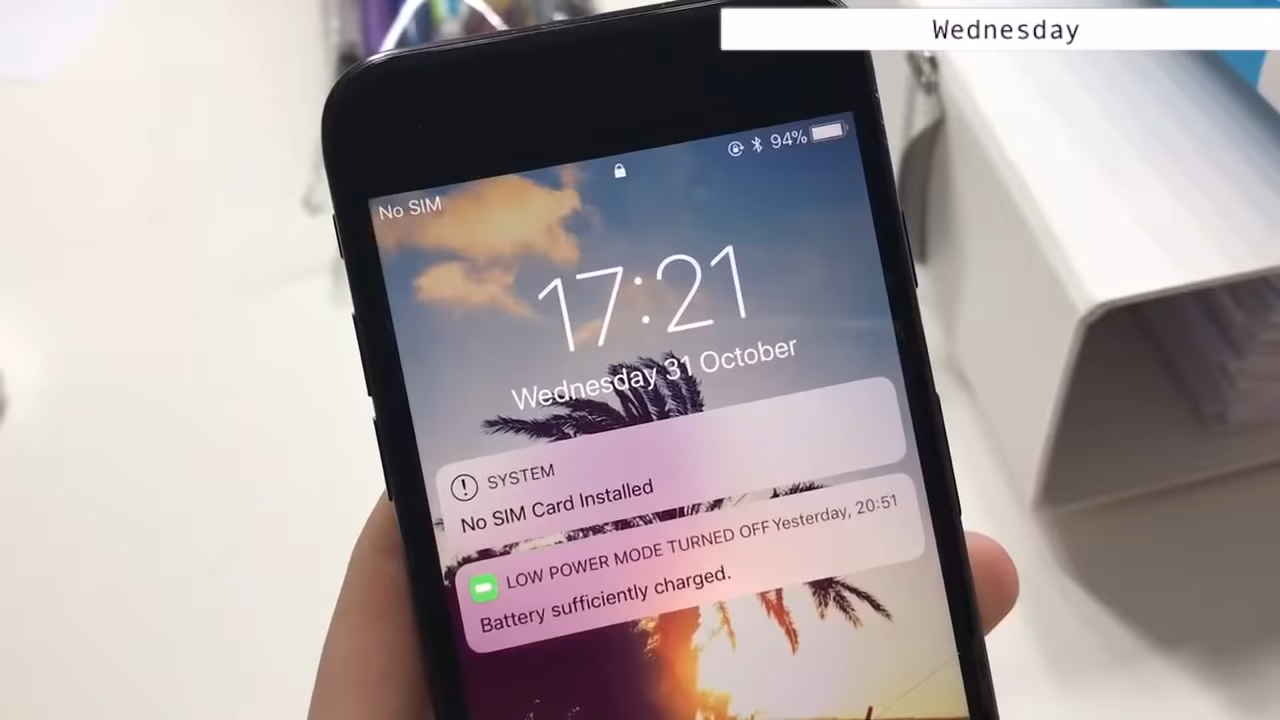 Wednesday
94%
No SIM
17:21
Wednesday 31 October
SYSTEM
No SIM Card Installed
LOW POWER MODE TURNED OFF Yesterday, 20:51
Battery sufficiently charged.